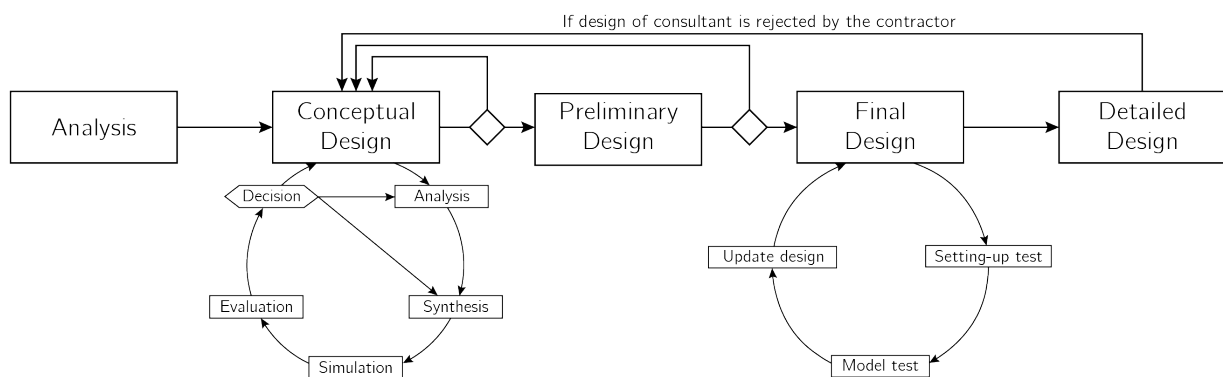 If design of consultant is rejected by the contractor
Analysis
Conceptual
Design
Preliminary
Design
Final
Design
Detailed
Design
Decision
Analysis
Evaluation
Synthesis
Simulation
Update design
Setting-up test
Model test